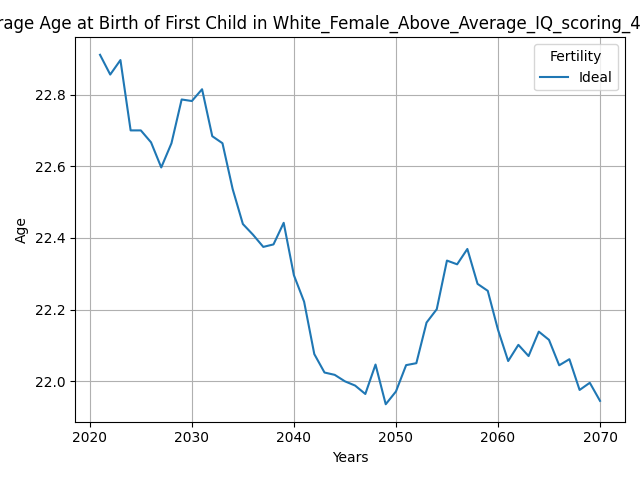 rage Age at Birth of First Child in White_Female_Above_Average_IQ_scoring_4
Fertility
Ideal
22.8
22.6
22.4
22.2
22.0
Age
2020 2030 2040 2050 2060 2070
Years